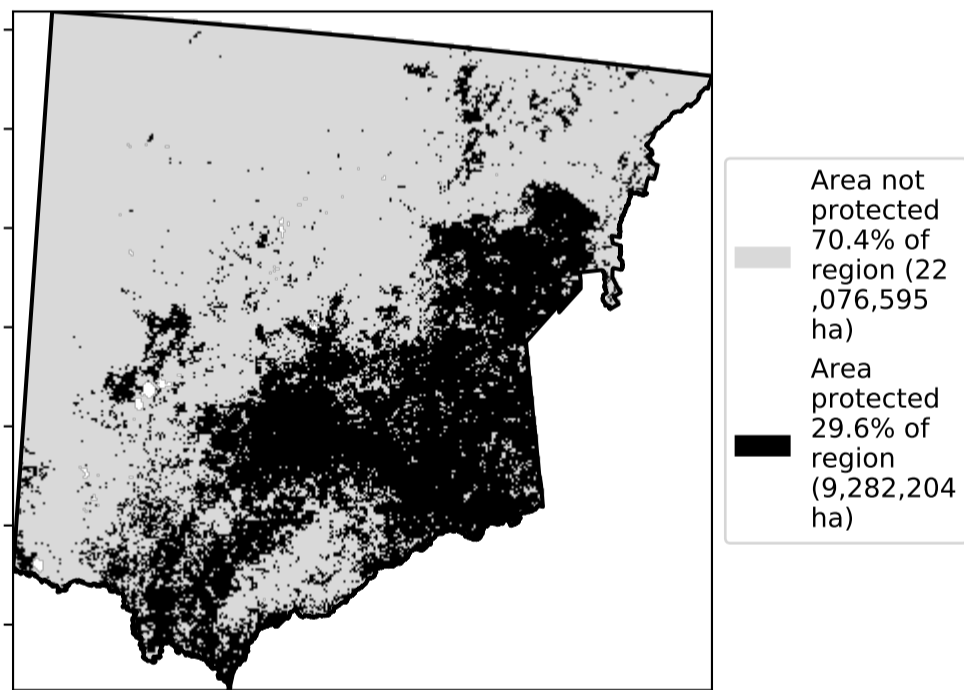 Area not
protected
70.4% of
region (22
,076,595
ha)
Area
protected
29.6% of
region
(9,282,204
ha)